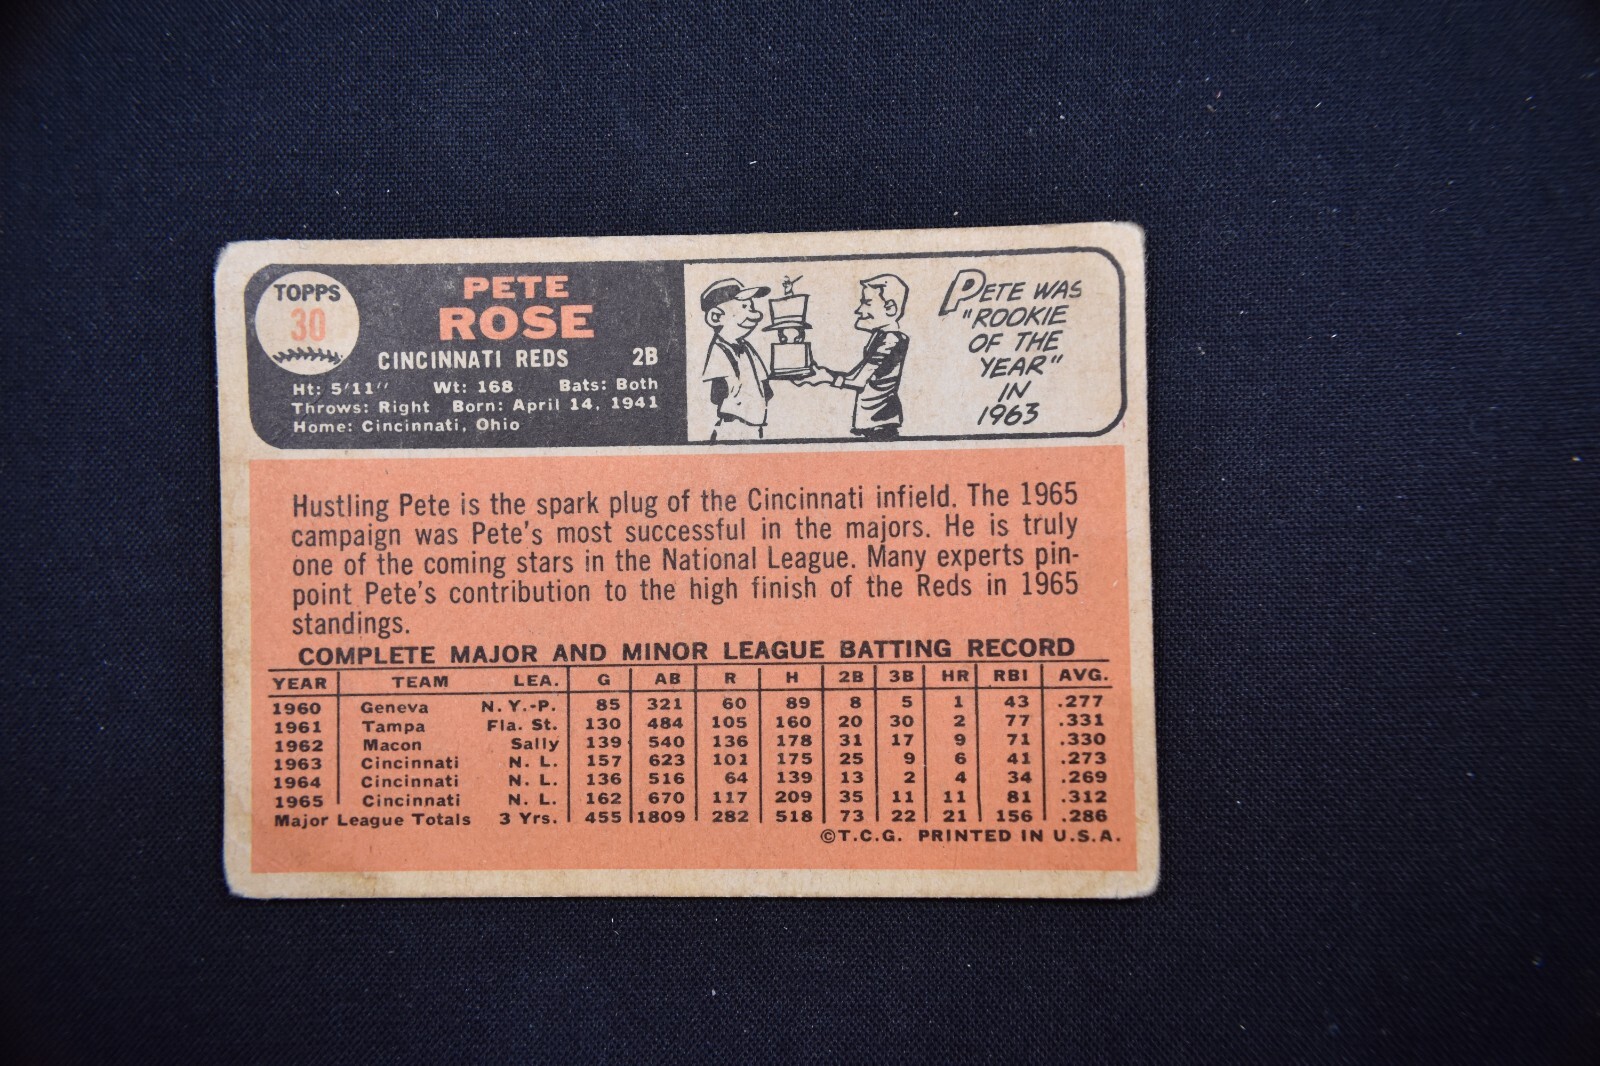 TOPPS
30
PETE
ROSE
CINCINNATI REDS 2B
Ht: 5'11" Wt: 168 Bats: Both
Throws: Right Born: April 14, 1941
Home: Cincinnati, Ohio
PETE WAS
"ROOKIE
OF THE
YEAR"
IN
1963
Hustling Pete is the spark plug of the Cincinnati infield. The 1965
campaign was Pete's most successful in the majors. He is truly
one of the coming stars in the National League. Many experts pin-
point Pete's contribution to the high finish of the Reds in 1965
standings.
COMPLETE MAJOR AND MINOR LEAGUE BATTING RECORD
YEAR TEAM LEA. G AB R H 2B 3B HR RBI AVG.
1960 Geneva N.Y.-P. 85 321 60 89 8 5 1 43 .277
1961 Tampa Fla. St. 130 484 105 160 20 30 2 77 .331
1962 Macon Sally 139 540 136 178 31 17 9 71 .330
1963 Cincinnati N. L. 157 623 101 175 25 9 6 41 .273
1964 Cincinnati N. L. 136 516 64 139 13 2 4 34 .269
1965 Cincinnati N. L. 162 670 117 209 35 11 11 81 .312
Major League Totals 3 Yrs. 455 1809 282 518 73 22 21 156 .286
©T.C.G. PRINTED IN U.S.A.